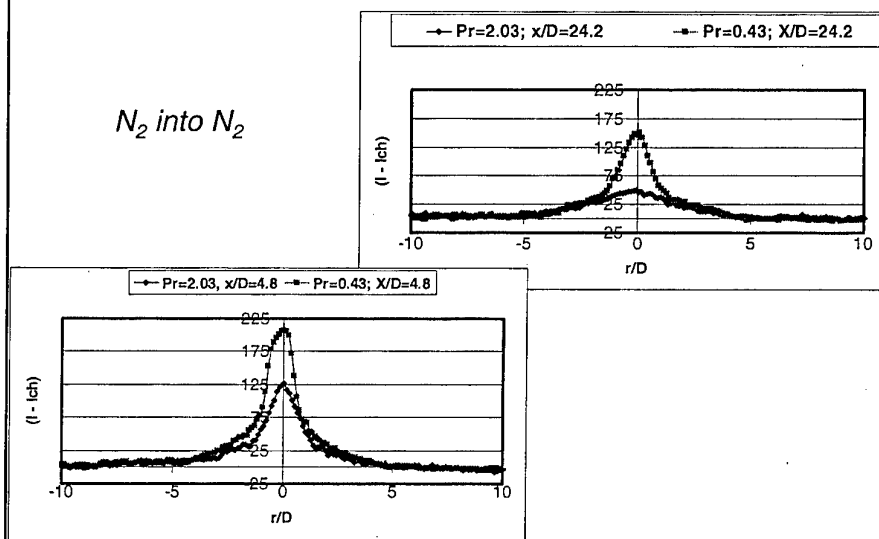 Pr=2.03; x/D=24.2 Pr=0.43; X/D=24.2
N2 into N2
225
175
125
75
25
25
(I - Ich)
-10 -5 0 5 10
r/D
Pr=2.03, x/D=4.8 Pr=0.43; X/D=4.8
225
175
125
75
25
-25
(I - Ich)
-10 -5 0 5 10
r/D